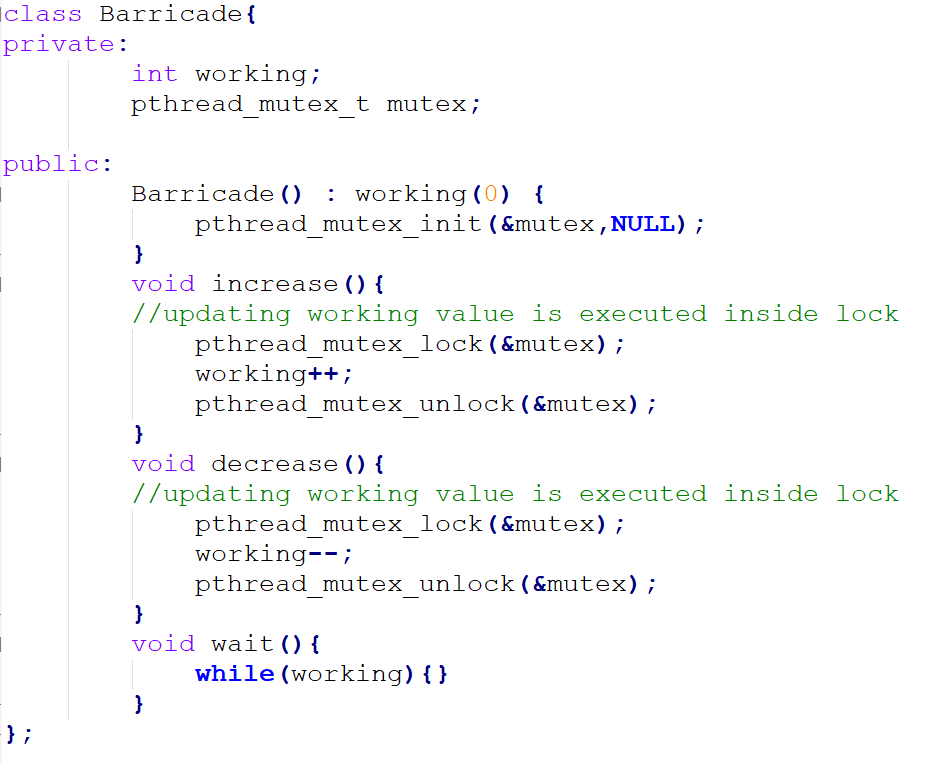 class Barricade{
private:
int working;
pthread_mutex_t mutex;
public:
Barricade() : working(0) {
pthread_mutex_init(&mutex,NULL);
}
void increase(){
//updating working value is executed inside lock
pthread_mutex_lock(&mutex);
working++;
pthread_mutex_unlock(&mutex);
}
void decrease(){
//updating working value is executed inside lock
pthread_mutex_lock(&mutex);
working--;
pthread_mutex_unlock(&mutex);
}
void wait(){
while(working){}
}
};